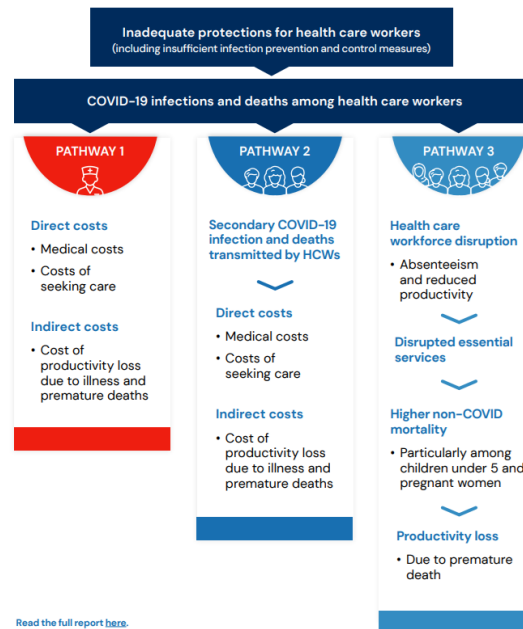 Inadequate protections for health care workers
(including insufficient infection prevention and control measures)
COVID-19 infections and deaths among health care workers
PATHWAY 1
Direct costs
• Medical costs
• Costs of
seeking care
Indirect costs
• Cost of
productivity loss
due to illness and
premature deaths
PATHWAY 2
Secondary COVID-19
infection and deaths
transmitted by HCWs
Direct costs
• Medical costs
• Costs of
seeking care
Indirect costs
• Cost of
productivity loss
due to illness and
premature deaths
PATHWAY 3
Health care
workforce disruption
• Absenteeism
and reduced
productivity
Disrupted essential
services
Higher non-COVID
mortality
• Particularly among
children under 5 and
pregnant women
Productivity loss
• Due to premature
death
Read the full report here.